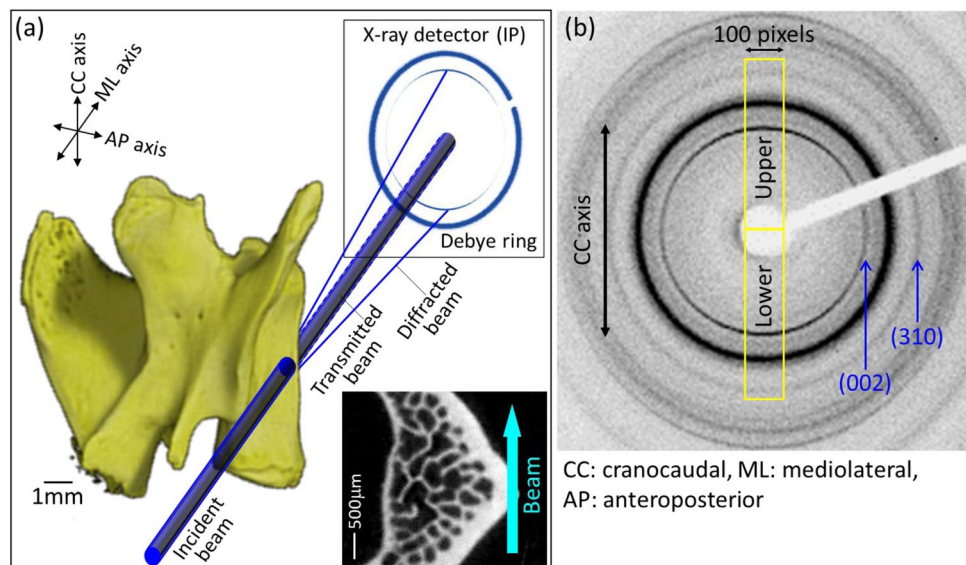 (a)
X-ray detector (IP)
CC axis
ML axis
AP axis
Debye ring
Transmitted
beam
Diffracted
beam
Incident
beam
1mm
500μm
Beam
(b)
100 pixels
Upper
Lower
CC axis
(310)
(002)
CC: cranocaudal, ML: mediolateral,
AP: anteroposterior